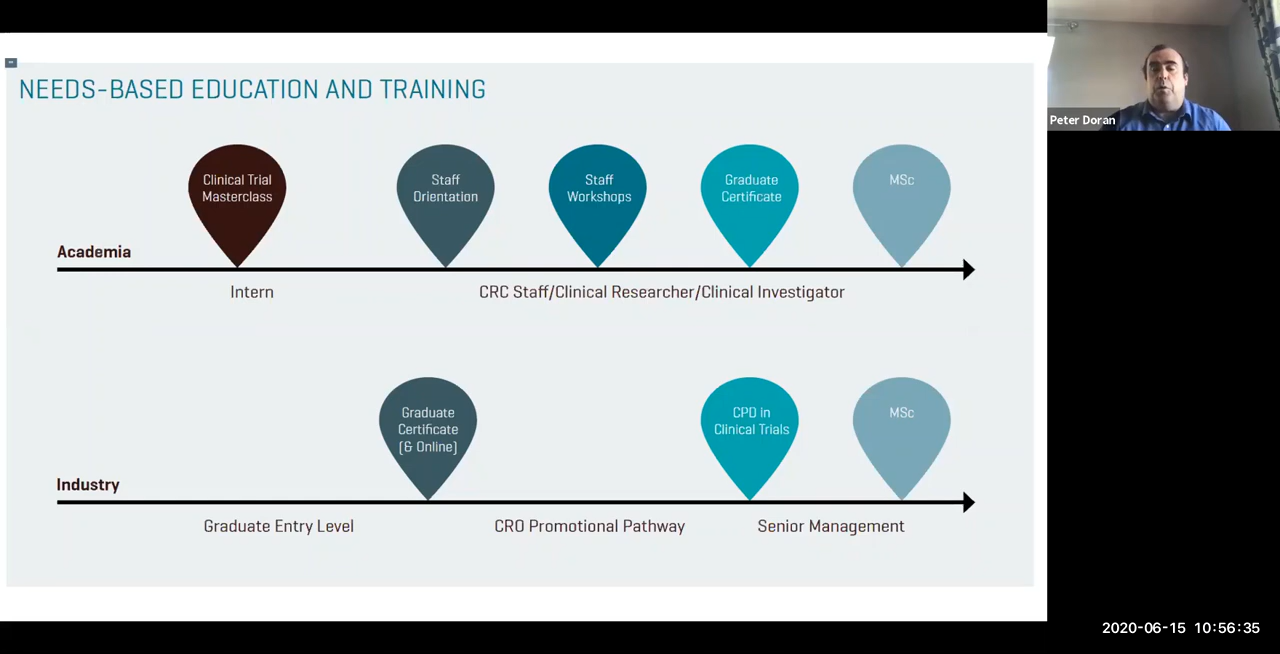 NEEDS-BASED EDUCATION AND TRAINING
Peter Doran
Clinical Trial
Masterclass
Staff
Orientation
Staff
Workshops
Graduate
Certificate
MSc
Academia
Intern
CRC Staff/Clinical Researcher/Clinical Investigator
Graduate
Certificate
[& Online]
CPD in
Clinical Trials
MSc
Industry
Graduate Entry Level
CRO Promotional Pathway
Senior Management
2020-06-15 10:56:35